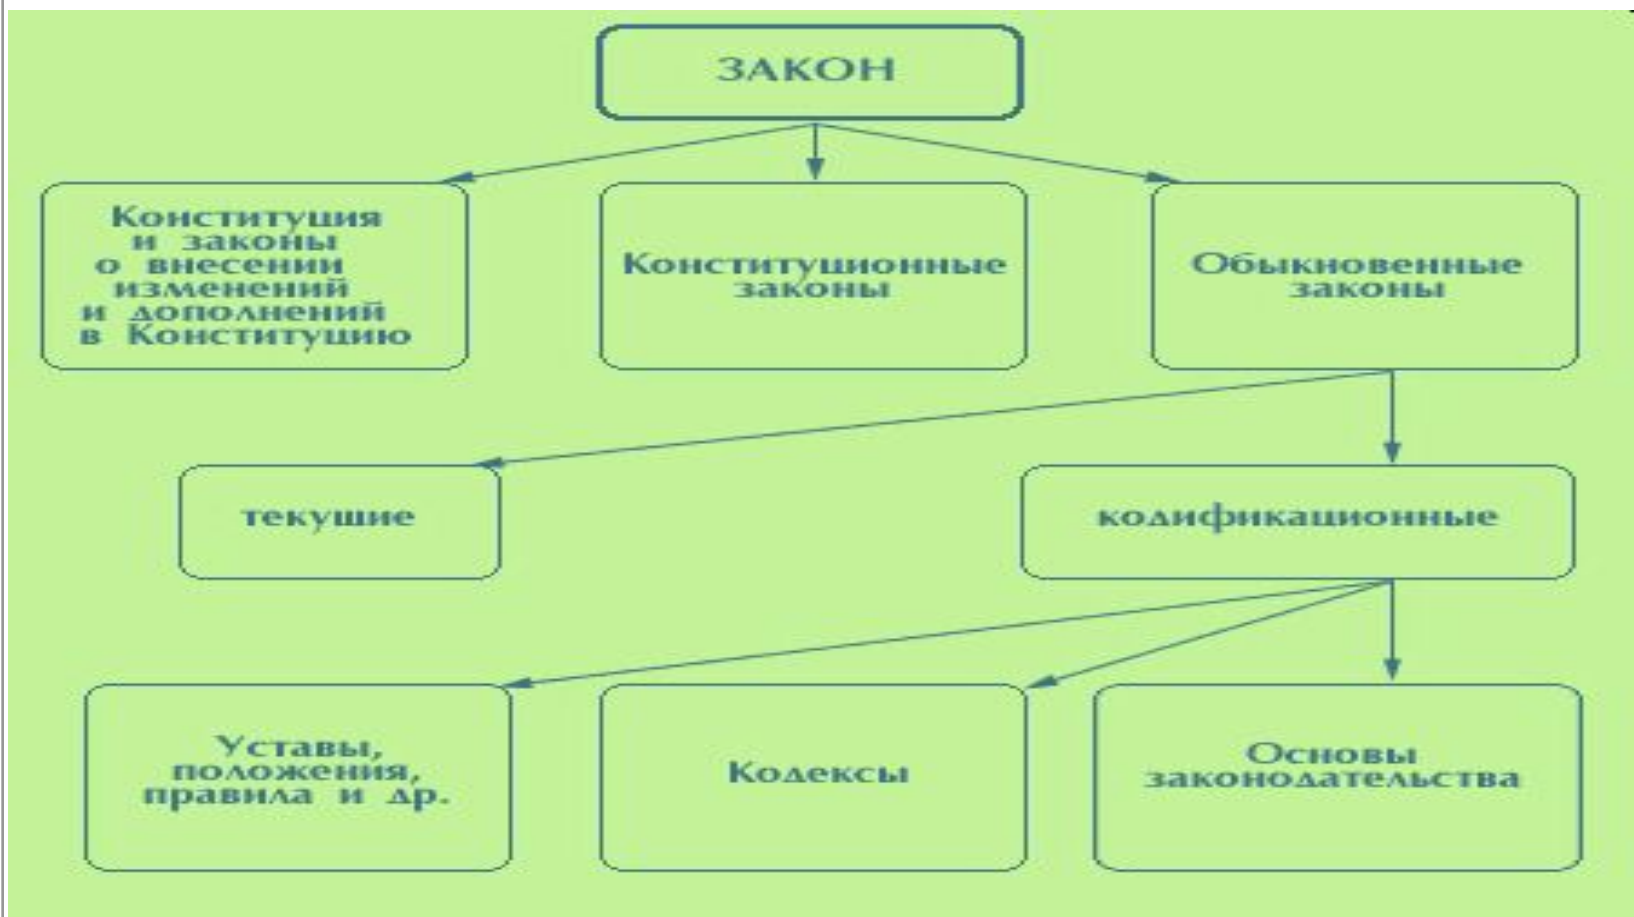 ЗАКОН
Конституция
и законы
о внесении
изменений
и дополнений
в Конституцию
Конституционные
законы
Обыкновенные
законы
текущие
кодификационные
Уставы,
положения,
правила и др.
Кодексы
Основы
законодательства